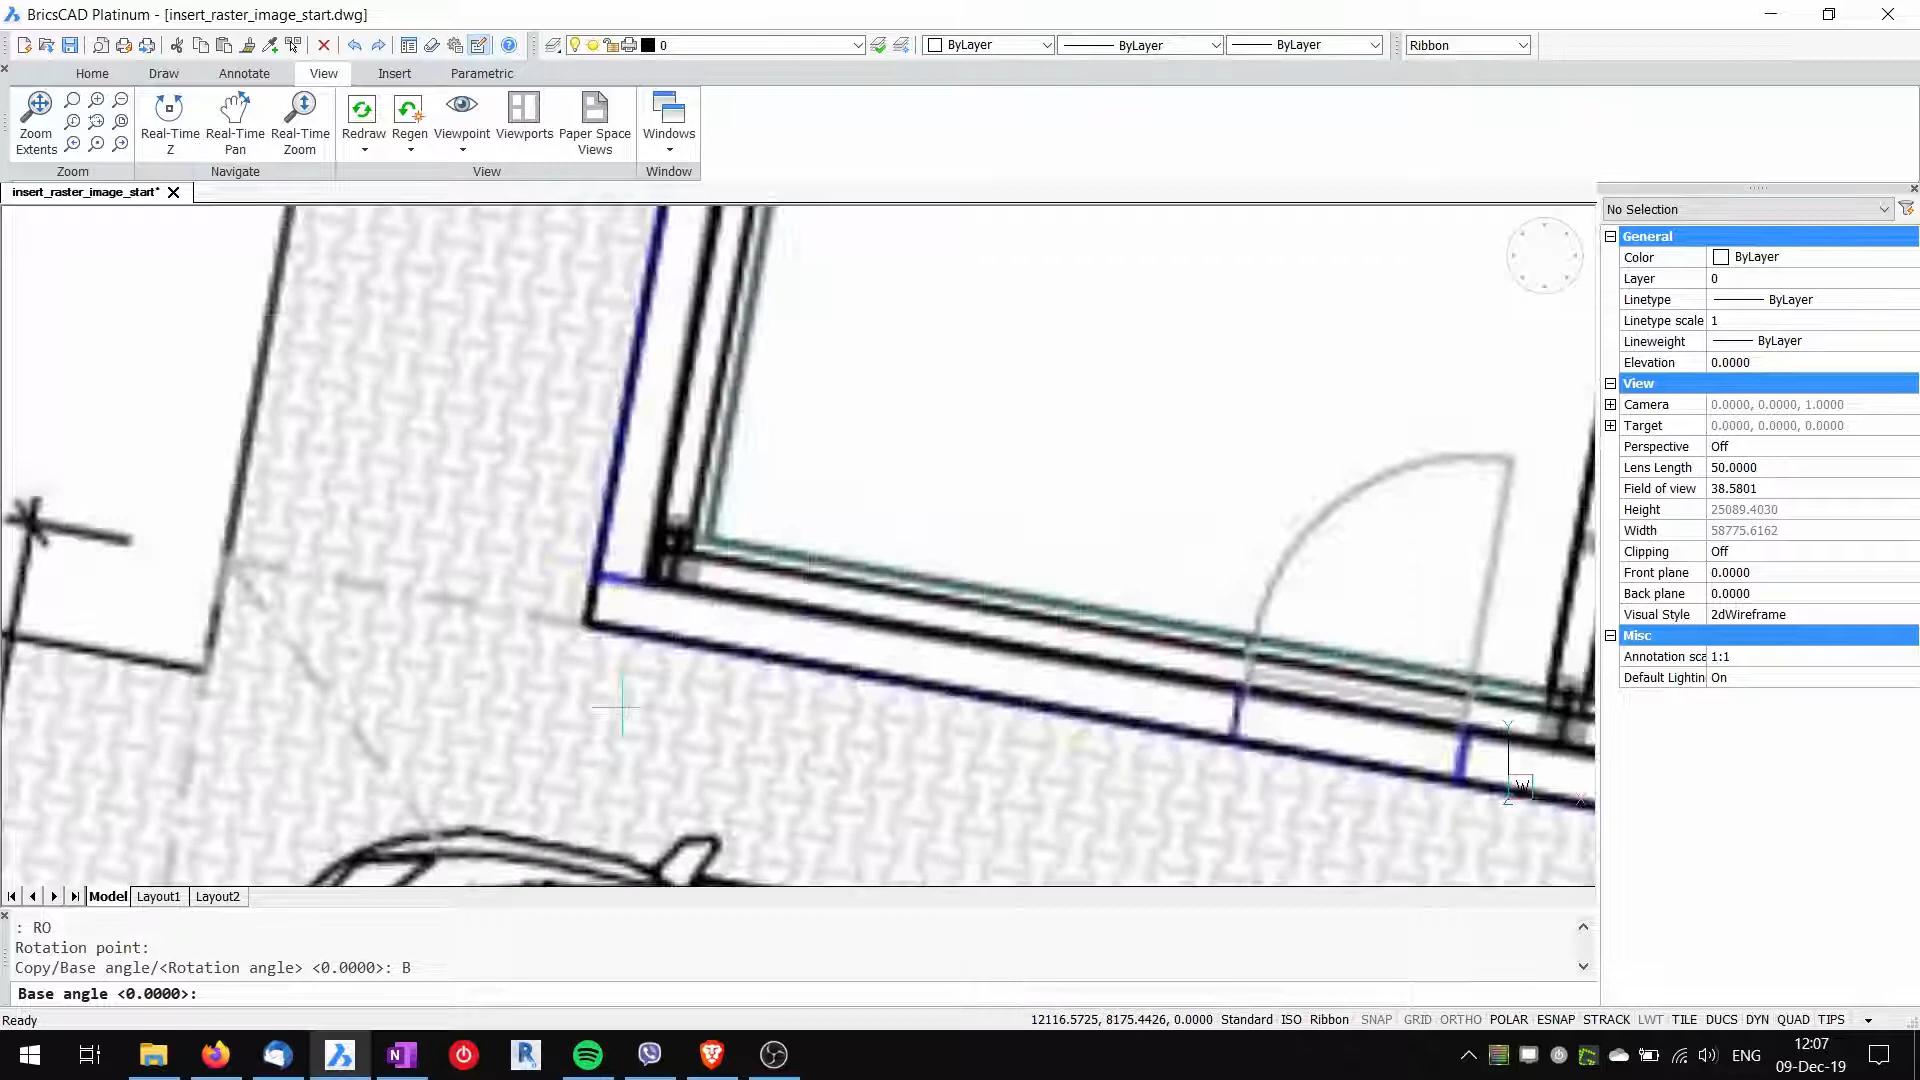 BricsCAD Platinum - [insert_raster_image_start.dwg]
0
ByLayer
ByLayer
ByLayer
Ribbon
Home
Draw
Annotate
View
Insert
Parametric
Zoom Extents
Real-Time Z
Real-Time Pan
Real-Time Zoom
Redraw
Regen
Viewpoint
Viewports
Paper Space Views
Windows
Zoom
Navigate
View
Window
insert_raster_image_start*
No Selection
General
Color ByLayer
Layer 0
Linetype ByLayer
Linetype scale 1
Lineweight ByLayer
Elevation 0.0000
View
Camera 0.0000, 0.0000, 1.0000
Target 0.0000, 0.0000, 0.0000
Perspective Off
Lens Length 50.0000
Field of view 38.5801
Height 25089.4030
Width 58775.6162
Clipping Off
Front plane 0.0000
Back plane 0.0000
Visual Style 2dWireframe
Misc
Annotation sca 1:1
Default Lightin On
Y
W
Z
X
Model
Layout1
Layout2
: RO
Rotation point:
Copy/Base angle/<Rotation angle> <0.0000>: B
Base angle <0.0000>:
Ready
12116.5725, 8175.4426, 0.0000 Standard ISO Ribbon SNAP GRID ORTHO POLAR ESNAP STRACK LWT TILE DUCS DYN QUAD TIPS
ENG
12:07
09-Dec-19